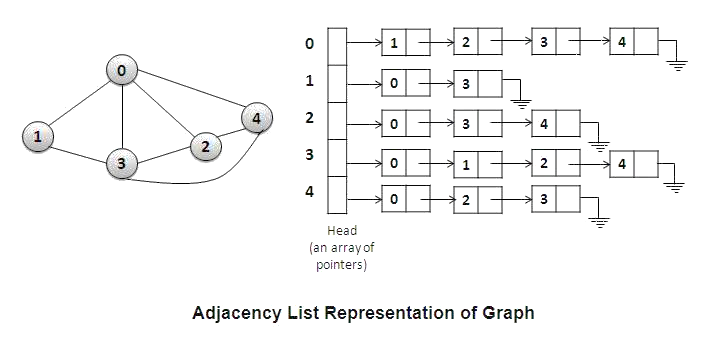 0
1
2
3
4
0 1 2 3 4
1 0 3
2 0 3 4
3 0 1 2 4
4 0 2 3
Head
(an array of
pointers)
Adjacency List Representation of Graph